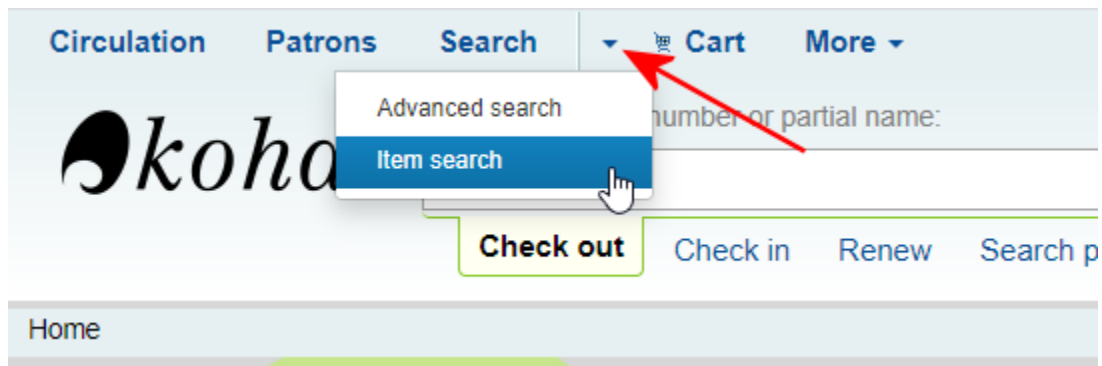 Circulation Patrons Search Cart More
Advanced search
number or partial name:
Item search
koha
Check out Check in Renew Search p
Home